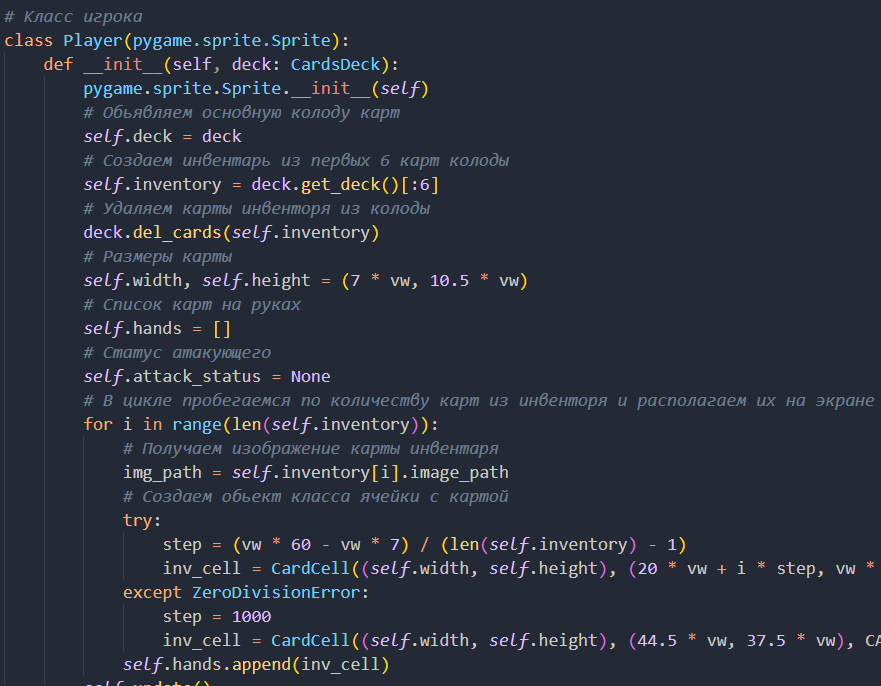 # Класс игрока
class Player(pygame.sprite.Sprite):
    def __init__(self, deck: CardsDeck):
        pygame.sprite.Sprite.__init__(self)
        # Обьявляем основную колоду карт
        self.deck = deck
        # Создаем инвентарь из первых 6 карт колоды
        self.inventory = deck.get_deck()[:6]
        # Удаляем карты инвенторя из колоды
        deck.del_cards(self.inventory)
        # Размеры карты
        self.width, self.height = (7 * vw, 10.5 * vw)
        # Список карт на руках
        self.hands = []
        # Статус атакующего
        self.attack_status = None
        # В цикле пробегаемся по количеству карт из инвенторя и располагаем их на экране
        for i in range(len(self.inventory)):
            # Получаем изображение карты инвентаря
            img_path = self.inventory[i].image_path
            # Создаем обьект класса ячейки с картой
            try:
                step = (vw * 60 - vw * 7) / (len(self.inventory) - 1)
                inv_cell = CardCell((self.width, self.height), (20 * vw + i * step, vw *
            except ZeroDivisionError:
                step = 1000
                inv_cell = CardCell((self.width, self.height), (44.5 * vw, 37.5 * vw), CA
            self.hands.append(inv_cell)
        self.update()